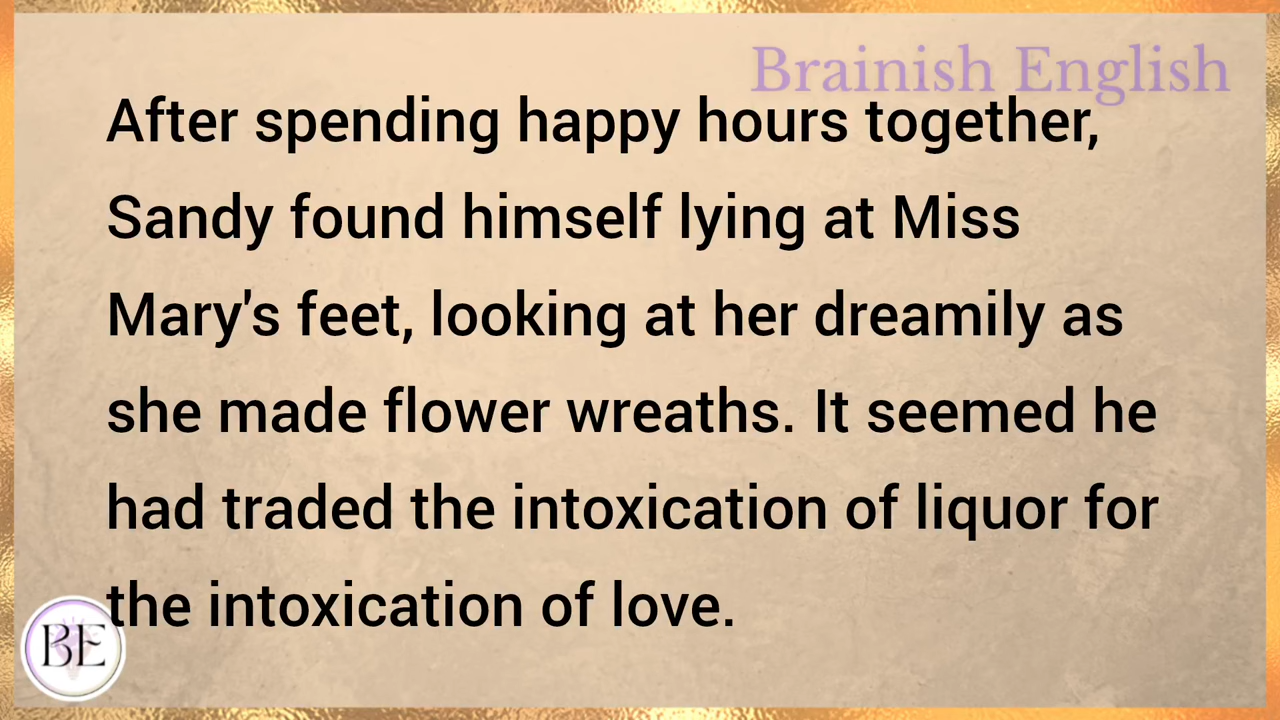 Brainish English
After spending happy hours together,
Sandy found himself lying at Miss
Mary's feet, looking at her dreamily as
she made flower wreaths. It seemed he
had traded the intoxication of liquor for
the intoxication of love.
BE